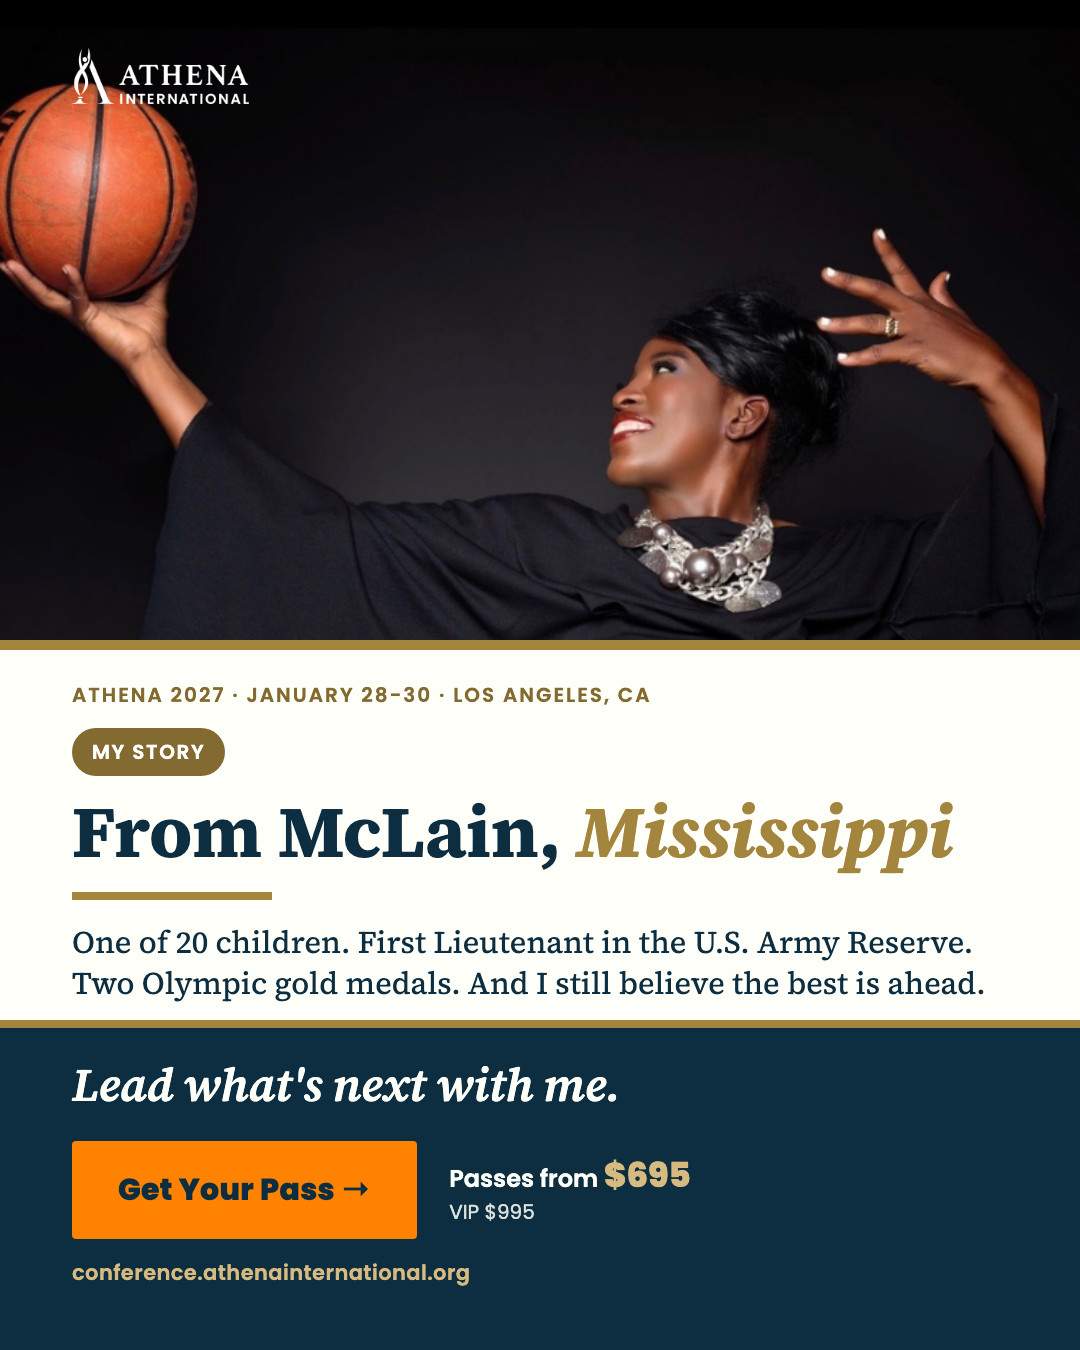 ATHENA
INTERNATIONAL
ATHENA 2027 · JANUARY 28–30 · LOS ANGELES, CA
MY STORY
From McLain, Mississippi
One of 20 children. First Lieutenant in the U.S. Army Reserve.
Two Olympic gold medals. And I still believe the best is ahead.
Lead what's next with me.
Get Your Pass →
Passes from $695
VIP $995
conference.athenainternational.org